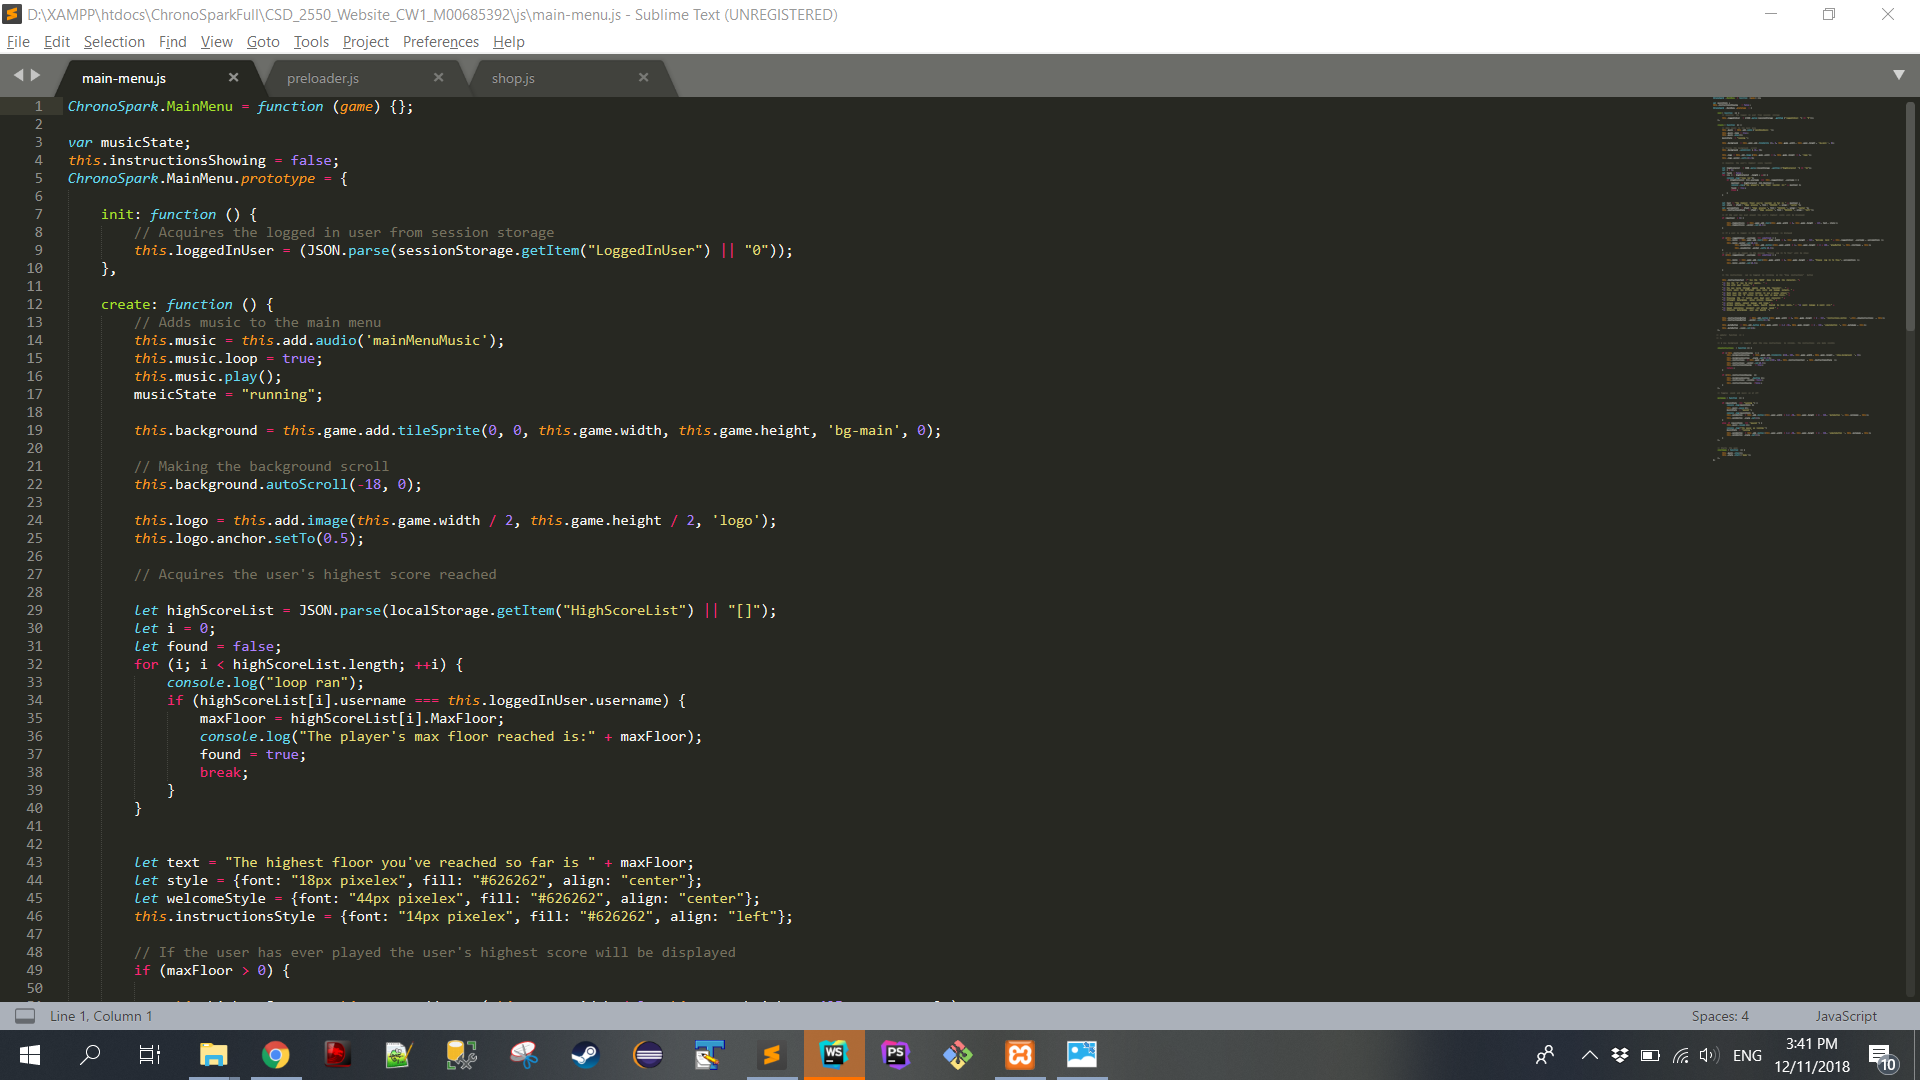 D:\XAMPP\htdocs\ChronoSparkFull\CSD_2550_Website_CW1_M00685392\js\main-menu.js - Sublime Text (UNREGISTERED)
File Edit Selection Find View Goto Tools Project Preferences Help
main-menu.js preloader.js shop.js
1 ChronoSpark.MainMenu = function (game) {};
2
3 var musicState;
4 this.instructionsShowing = false;
5 ChronoSpark.MainMenu.prototype = {
6
7 init: function () {
8 // Acquires the logged in user from session storage
9 this.loggedInUser = (JSON.parse(sessionStorage.getItem("LoggedInUser") || "0"));
10 },
11
12 create: function () {
13 // Adds music to the main menu
14 this.music = this.add.audio('mainMenuMusic');
15 this.music.loop = true;
16 this.music.play();
17 musicState = "running";
18
19 this.background = this.game.add.tileSprite(0, 0, this.game.width, this.game.height, 'bg-main', 0);
20
21 // Making the background scroll
22 this.background.autoScroll(-18, 0);
23
24 this.logo = this.add.image(this.game.width / 2, this.game.height / 2, 'logo');
25 this.logo.anchor.setTo(0.5);
26
27 // Acquires the user's highest score reached
28
29 let highScoreList = JSON.parse(localStorage.getItem("HighScoreList") || "[]");
30 let i = 0;
31 let found = false;
32 for (i; i < highScoreList.length; ++i) {
33 console.log("loop ran");
34 if (highScoreList[i].username === this.loggedInUser.username) {
35 maxFloor = highScoreList[i].MaxFloor;
36 console.log("The player's max floor reached is:" + maxFloor);
37 found = true;
38 break;
39 }
40 }
41
42
43 let text = "The highest floor you've reached so far is " + maxFloor;
44 let style = {font: "18px pixelex", fill: "#626262", align: "center"};
45 let welcomeStyle = {font: "44px pixelex", fill: "#626262", align: "center"};
46 this.instructionsStyle = {font: "14px pixelex", fill: "#626262", align: "left"};
47
48 // If the user has ever played the user's highest score will be displayed
49 if (maxFloor > 0) {
50
Line 1, Column 1 Spaces: 4 JavaScript
WS PS ENG 3:41 PM 10
12/11/2018